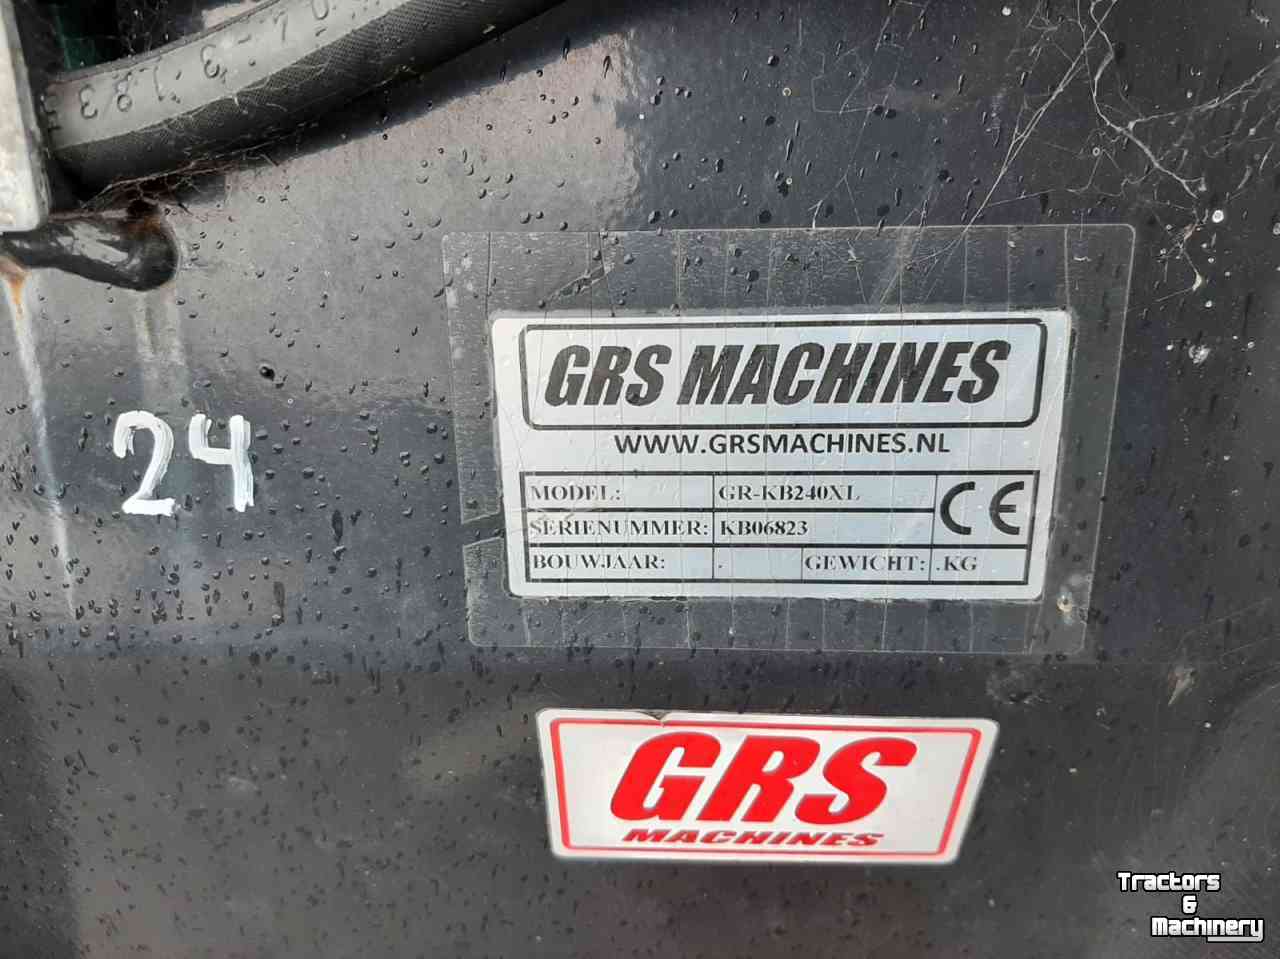 24
GRS MACHINES
WWW.GRSMACHINES.NL
MODEL: GR-KB240XL
SERIENUMMER: KB06823
BOUWJAAR: . GEWICHT: .KG
CE
GRS
MACHINES
Tractors
&
Machinery